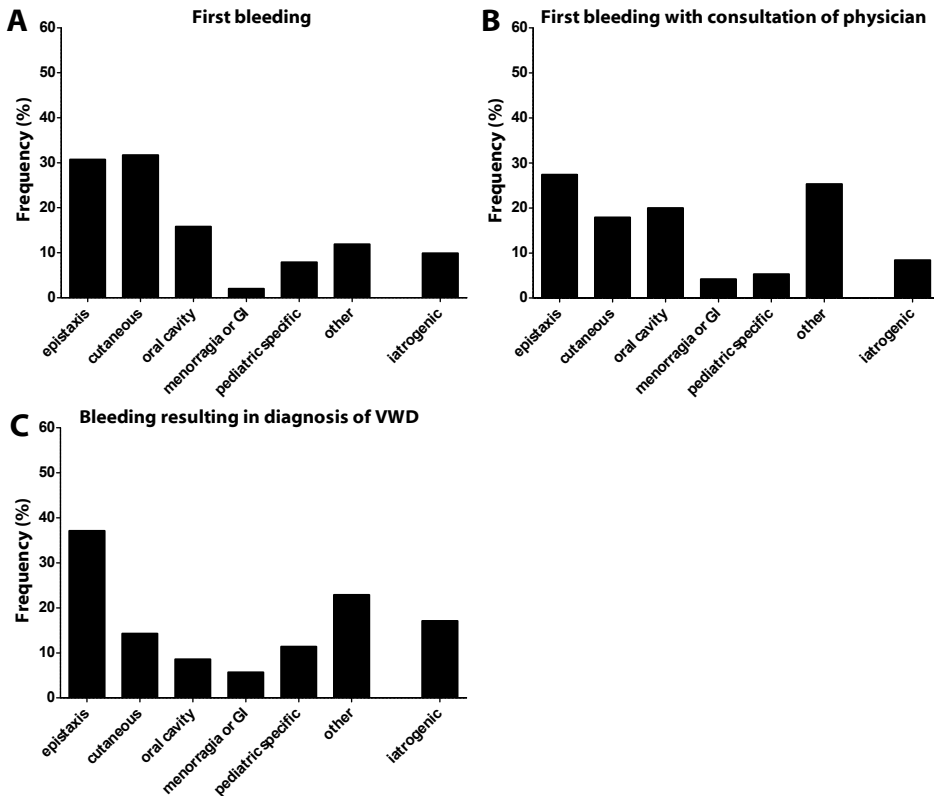 A
First bleeding
Frequency (%)
60
50
40
30
20
10
0
epistaxis
cutaneous
oral cavity
menorragia or GI
pediatric specific
other
iatrogenic
B
First bleeding with consultation of physician
Frequency (%)
60
50
40
30
20
10
0
epistaxis
cutaneous
oral cavity
menorragia or GI
pediatric specific
other
iatrogenic
C
Bleeding resulting in diagnosis of VWD
Frequency (%)
60
50
40
30
20
10
0
epistaxis
cutaneous
oral cavity
menorragia or GI
pediatric specific
other
iatrogenic